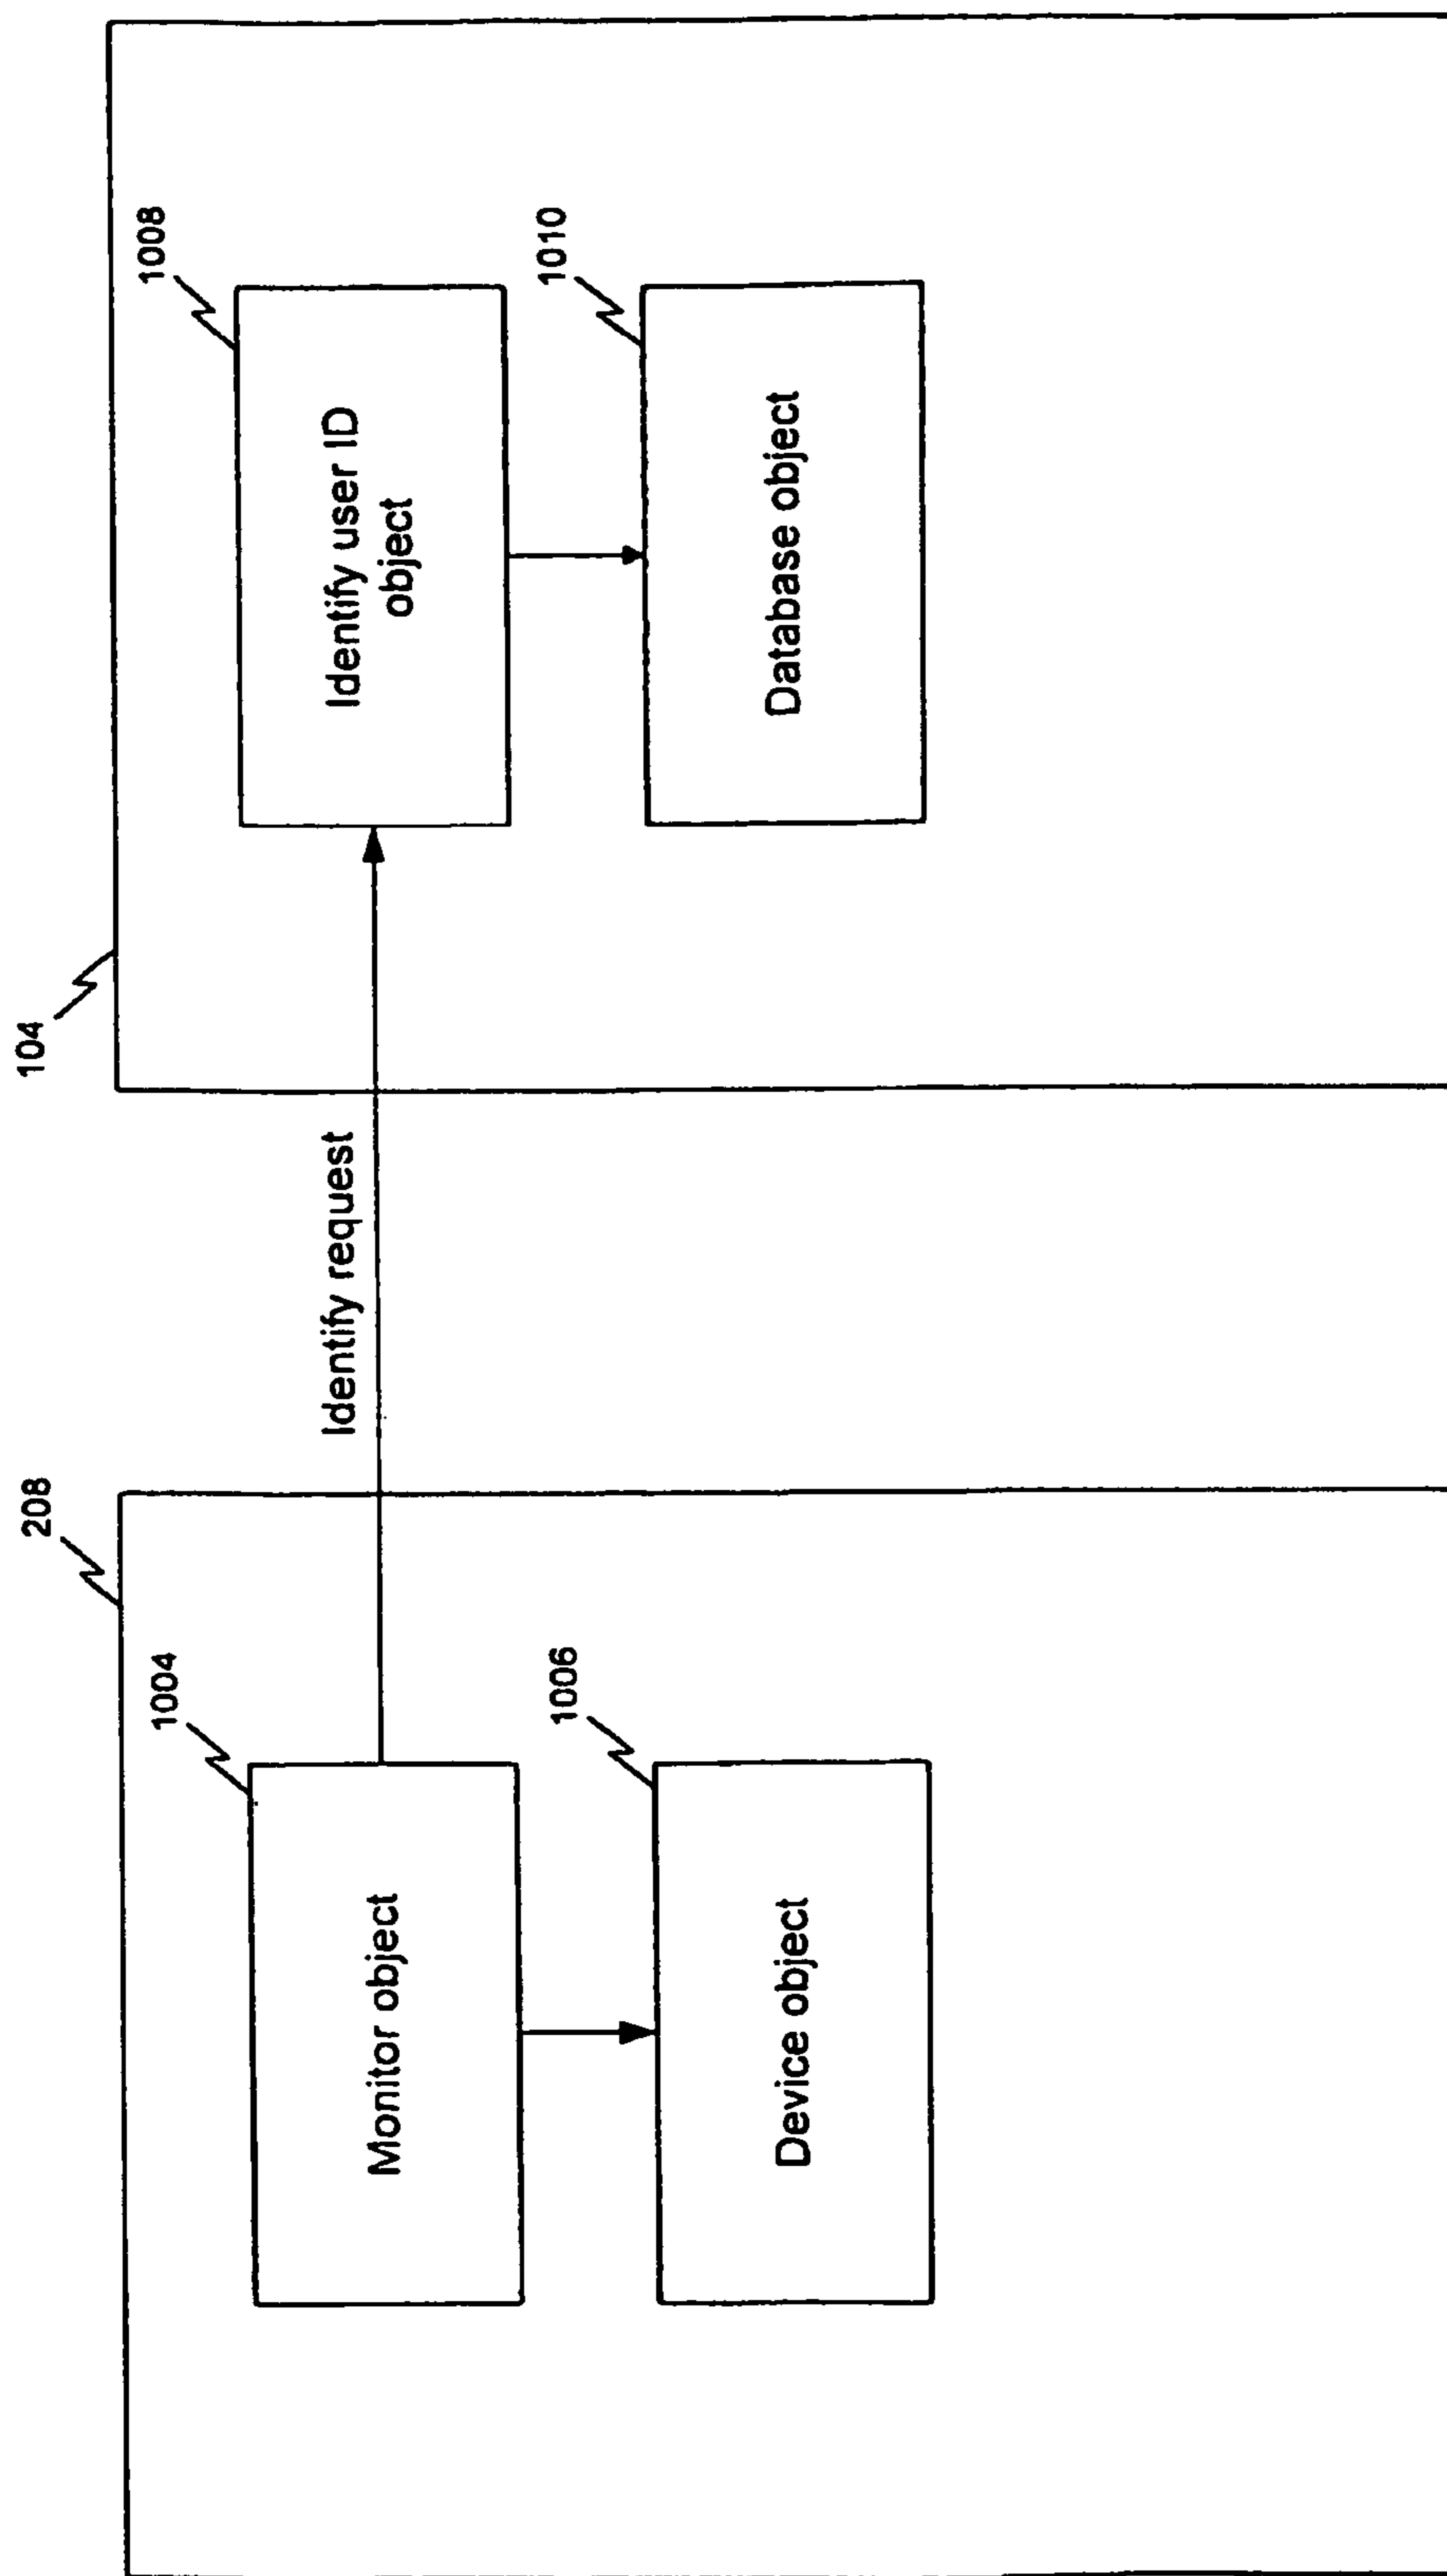 208
104
1004
Monitor object
1006
Device object
Identify request
1008
Identify user ID
object
1010
Database object